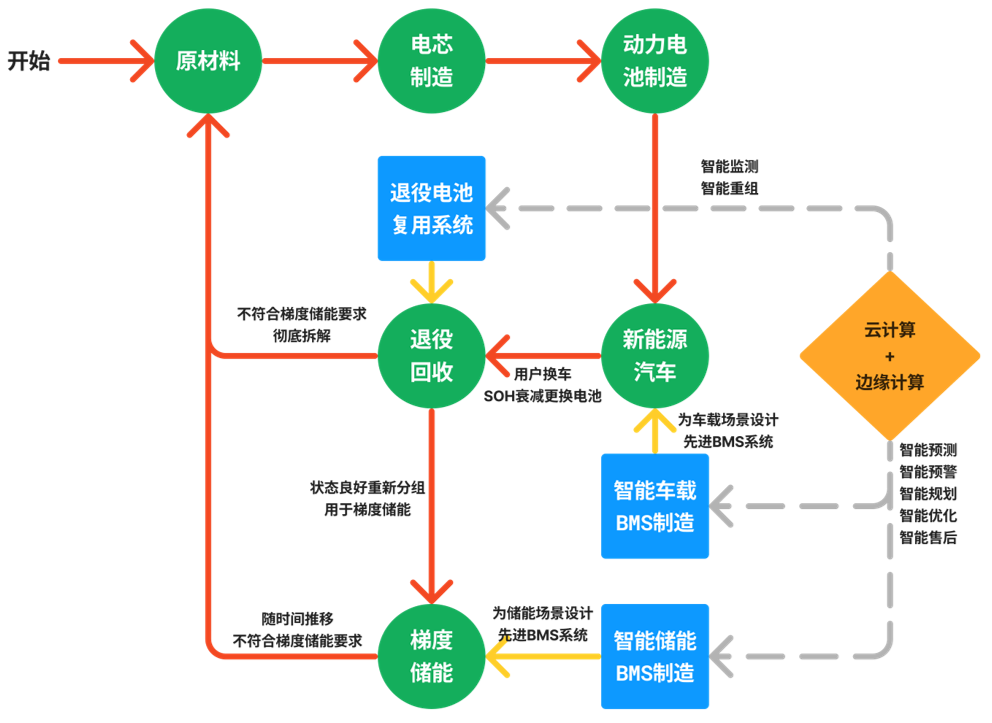 开始
原材料
电芯
制造
动力电
池制造
智能监测
智能重组
退役电池
复用系统
不符合梯度储能要求
彻底拆解
退役
回收
新能源
汽车
云计算
+
边缘计算
用户换车
SOH衰减更换电池
为车载场景设计
先进BMS系统
智能预测
智能预警
智能规划
智能优化
智能售后
状态良好重新分组
用于梯度储能
智能车载
BMS制造
随时间推移
不符合梯度储能要求
梯度
储能
为储能场景设计
先进BMS系统
智能储能
BMS制造